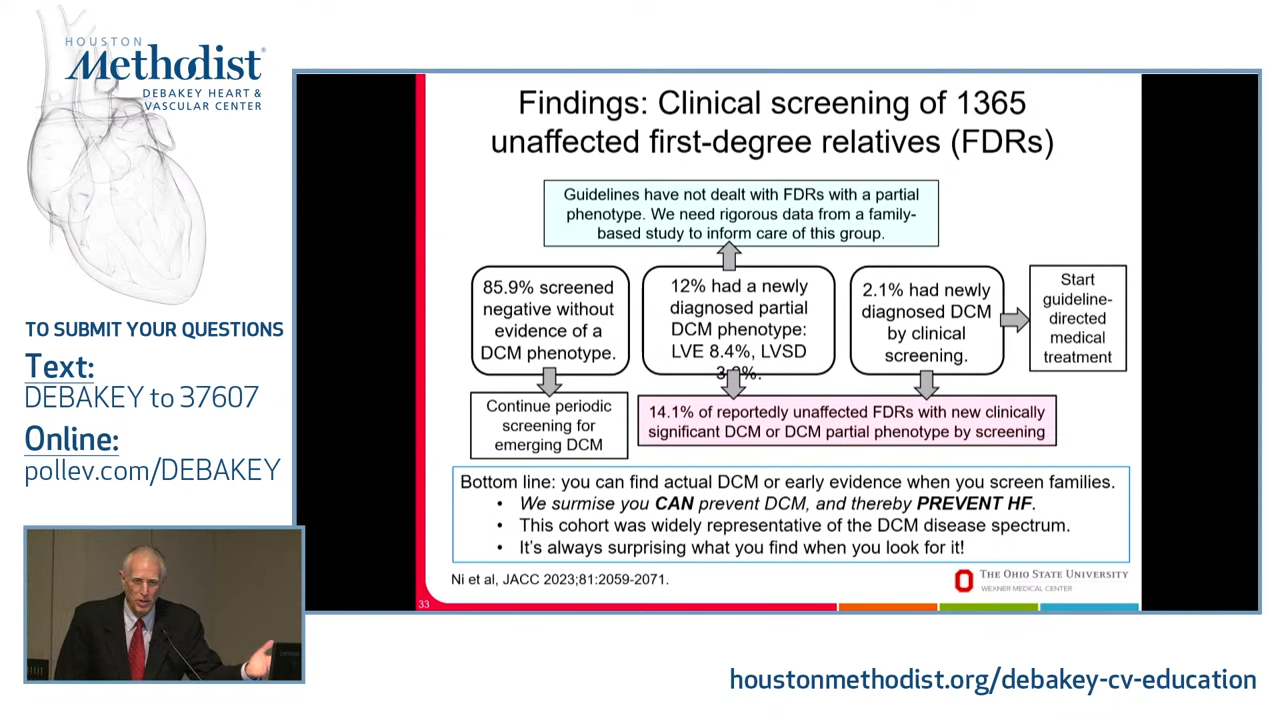 HOUSTON
Methodist®
DEBAKEY HEART &
VASCULAR CENTER
TO SUBMIT YOUR QUESTIONS
Text:
DEBAKEY to 37607
Online:
pollev.com/DEBAKEY
Findings: Clinical screening of 1365
unaffected first-degree relatives (FDRs)
Guidelines have not dealt with FDRs with a partial
phenotype. We need rigorous data from a family-
based study to inform care of this group.
85.9% screened
negative without
evidence of a
DCM phenotype.
12% had a newly
diagnosed partial
DCM phenotype:
LVE 8.4%, LVSD
2.1% had newly
diagnosed DCM
by clinical
screening.
Start
guideline-
directed
medical
treatment
Continue periodic
screening for
emerging DCM
14.1% of reportedly unaffected FDRs with new clinically
significant DCM or DCM partial phenotype by screening
Bottom line: you can find actual DCM or early evidence when you screen families.
• We surmise you CAN prevent DCM, and thereby PREVENT HF.
• This cohort was widely representative of the DCM disease spectrum.
• It's always surprising what you find when you look for it!
Ni et al, JACC 2023;81:2059-2071.
THE OHIO STATE UNIVERSITY
WEXNER MEDICAL CENTER
33
houstonmethodist.org/debakey-cv-education